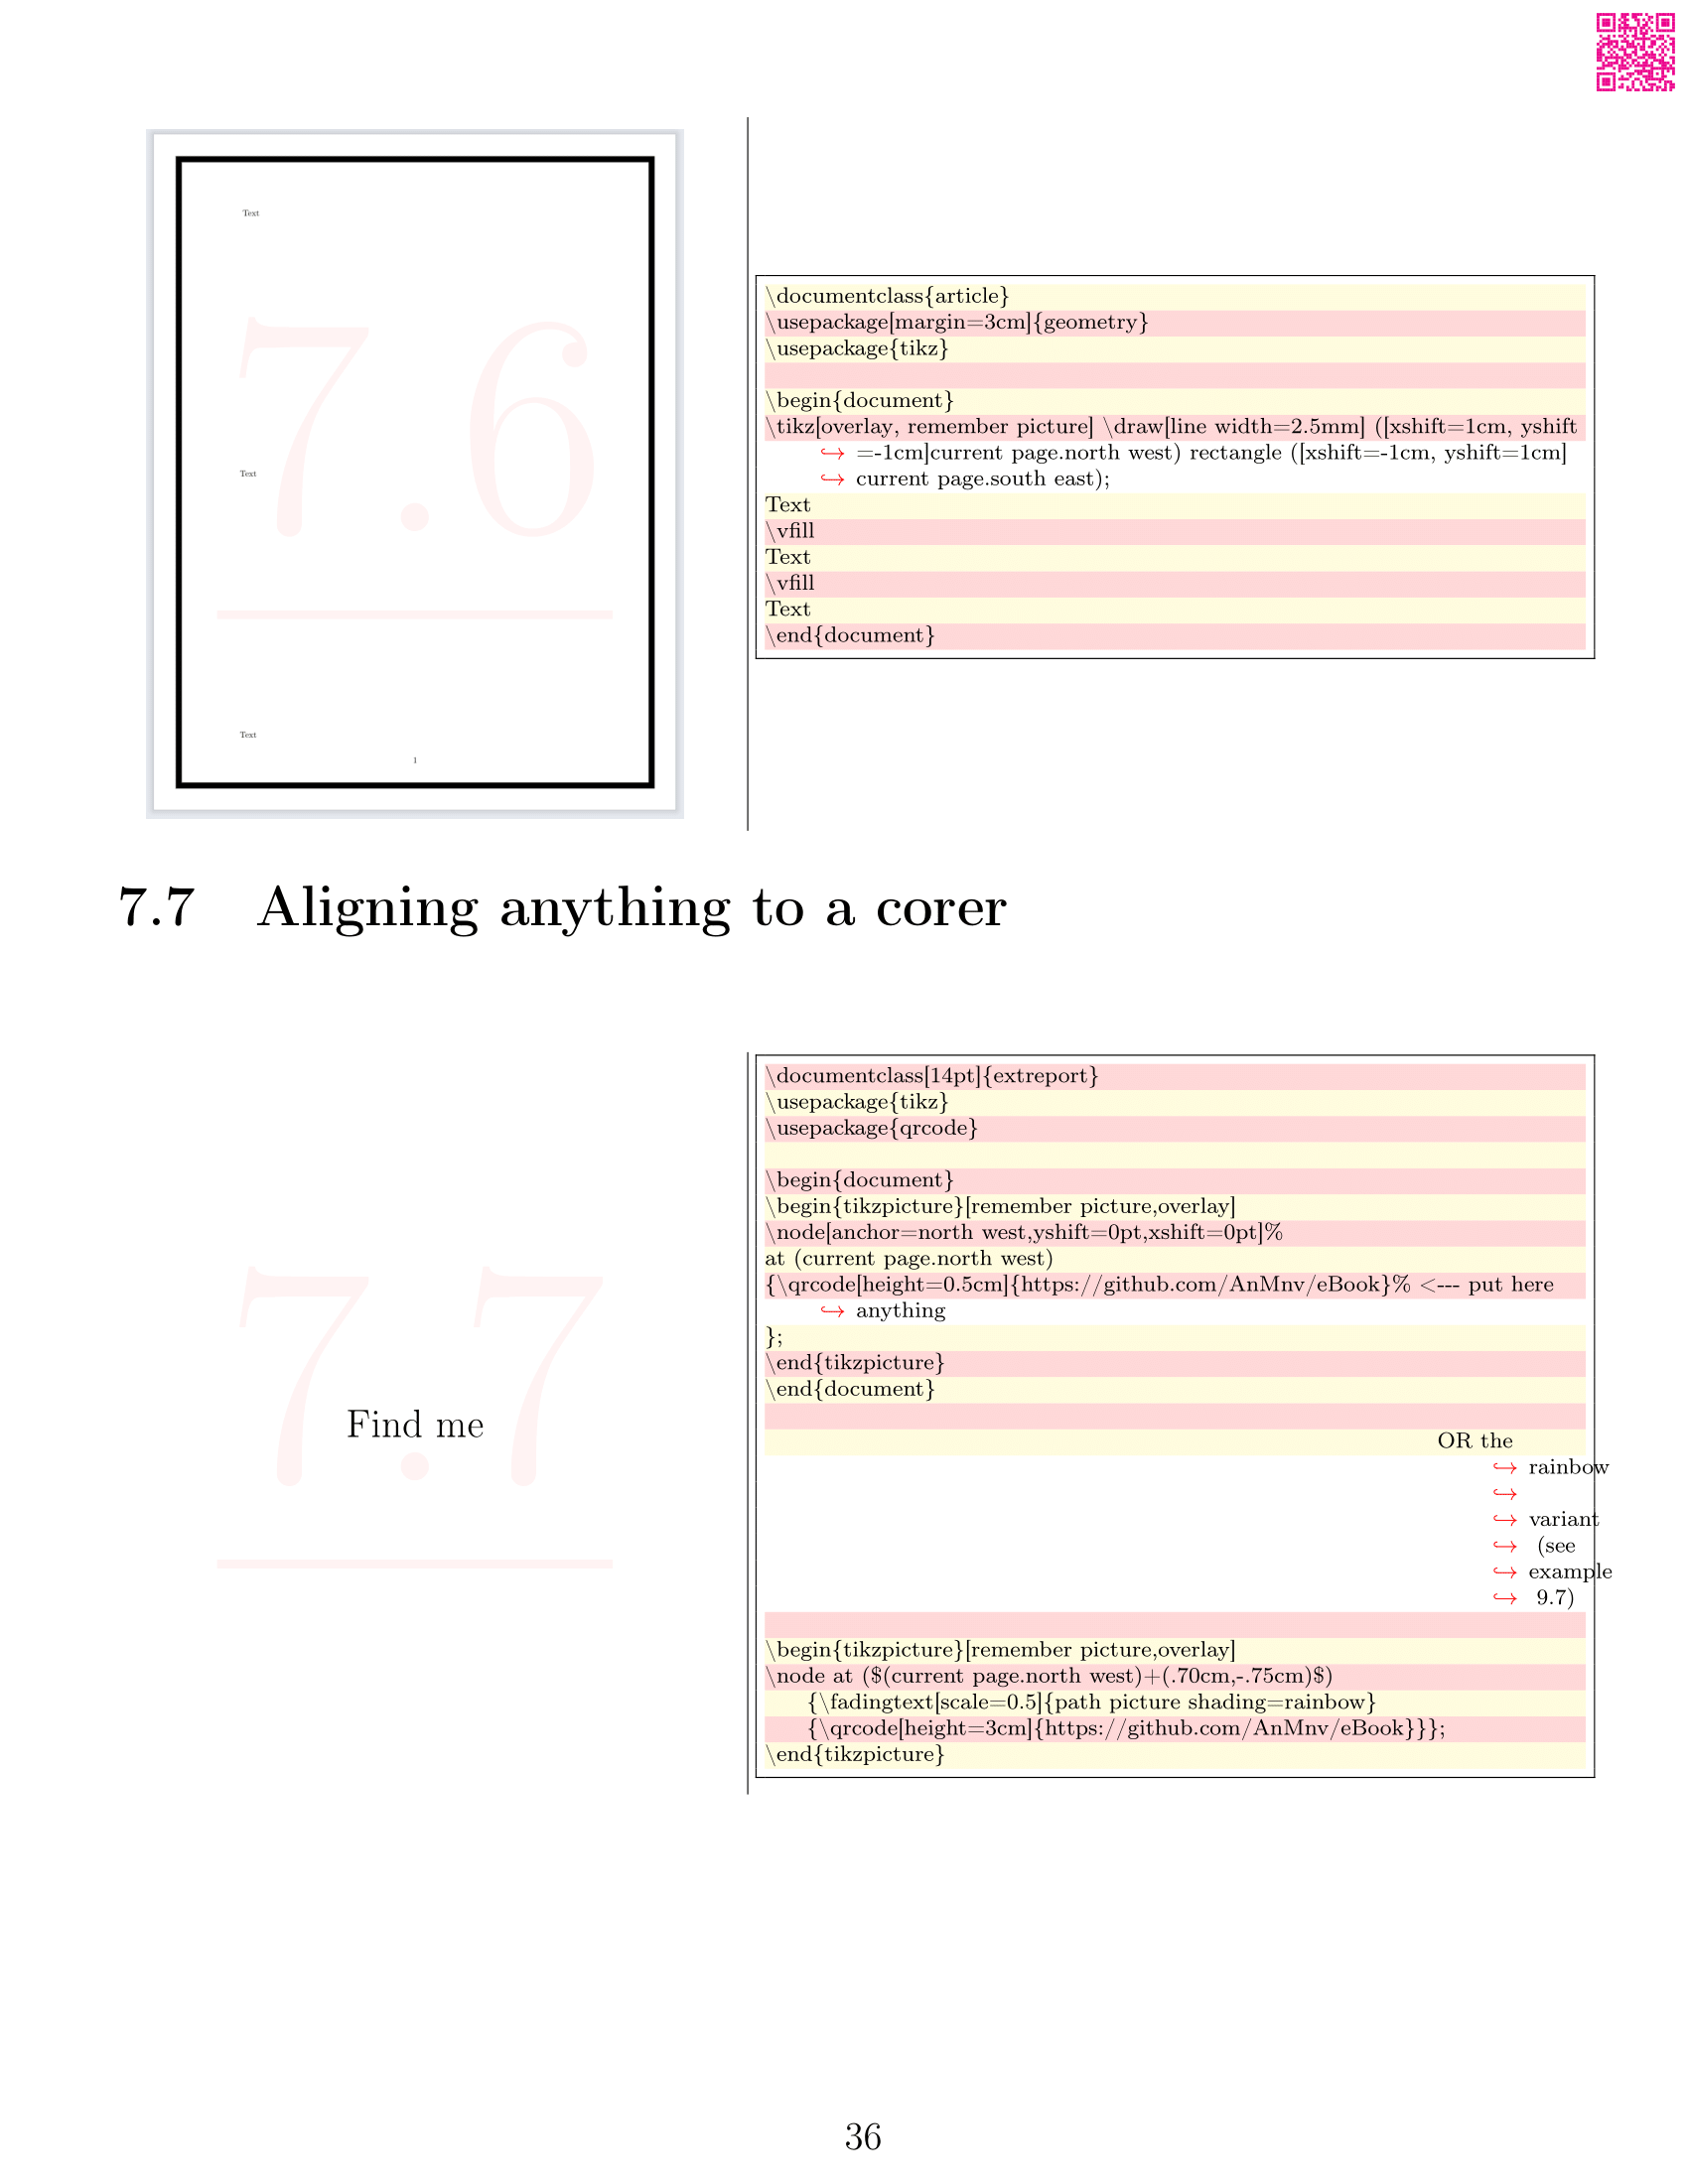 Text
7.6
Text
Text
1
\documentclass{article}
\usepackage[margin=3cm]{geometry}
\usepackage{tikz}
\begin{document}
\tikz[overlay, remember picture] \draw[line width=2.5mm] ([xshift=1cm, yshift
↪ =-1cm]current page.north west) rectangle ([xshift=-1cm, yshift=1cm]
↪ current page.south east);
Text
\vfill
Text
\vfill
Text
\end{document}
7.7 Aligning anything to a corer
7.7
Find me
\documentclass[14pt]{extreport}
\usepackage{tikz}
\usepackage{qrcode}
\begin{document}
\begin{tikzpicture}[remember picture,overlay]
\node[anchor=north west,yshift=0pt,xshift=0pt]%
at (current page.north west)
{\qrcode[height=0.5cm]{https://github.com/AnMnv/eBook}% <--- put here
↪ anything
};
\end{tikzpicture}
\end{document}
OR the
↪ rainbow
↪
↪ variant
↪ (see
↪ example
↪ 9.7)
\begin{tikzpicture}[remember picture,overlay]
\node at ($(current page.north west)+(.70cm,-.75cm)$)
{\fadingtext[scale=0.5]{path picture shading=rainbow}
{\qrcode[height=3cm]{https://github.com/AnMnv/eBook}}};
\end{tikzpicture}
36